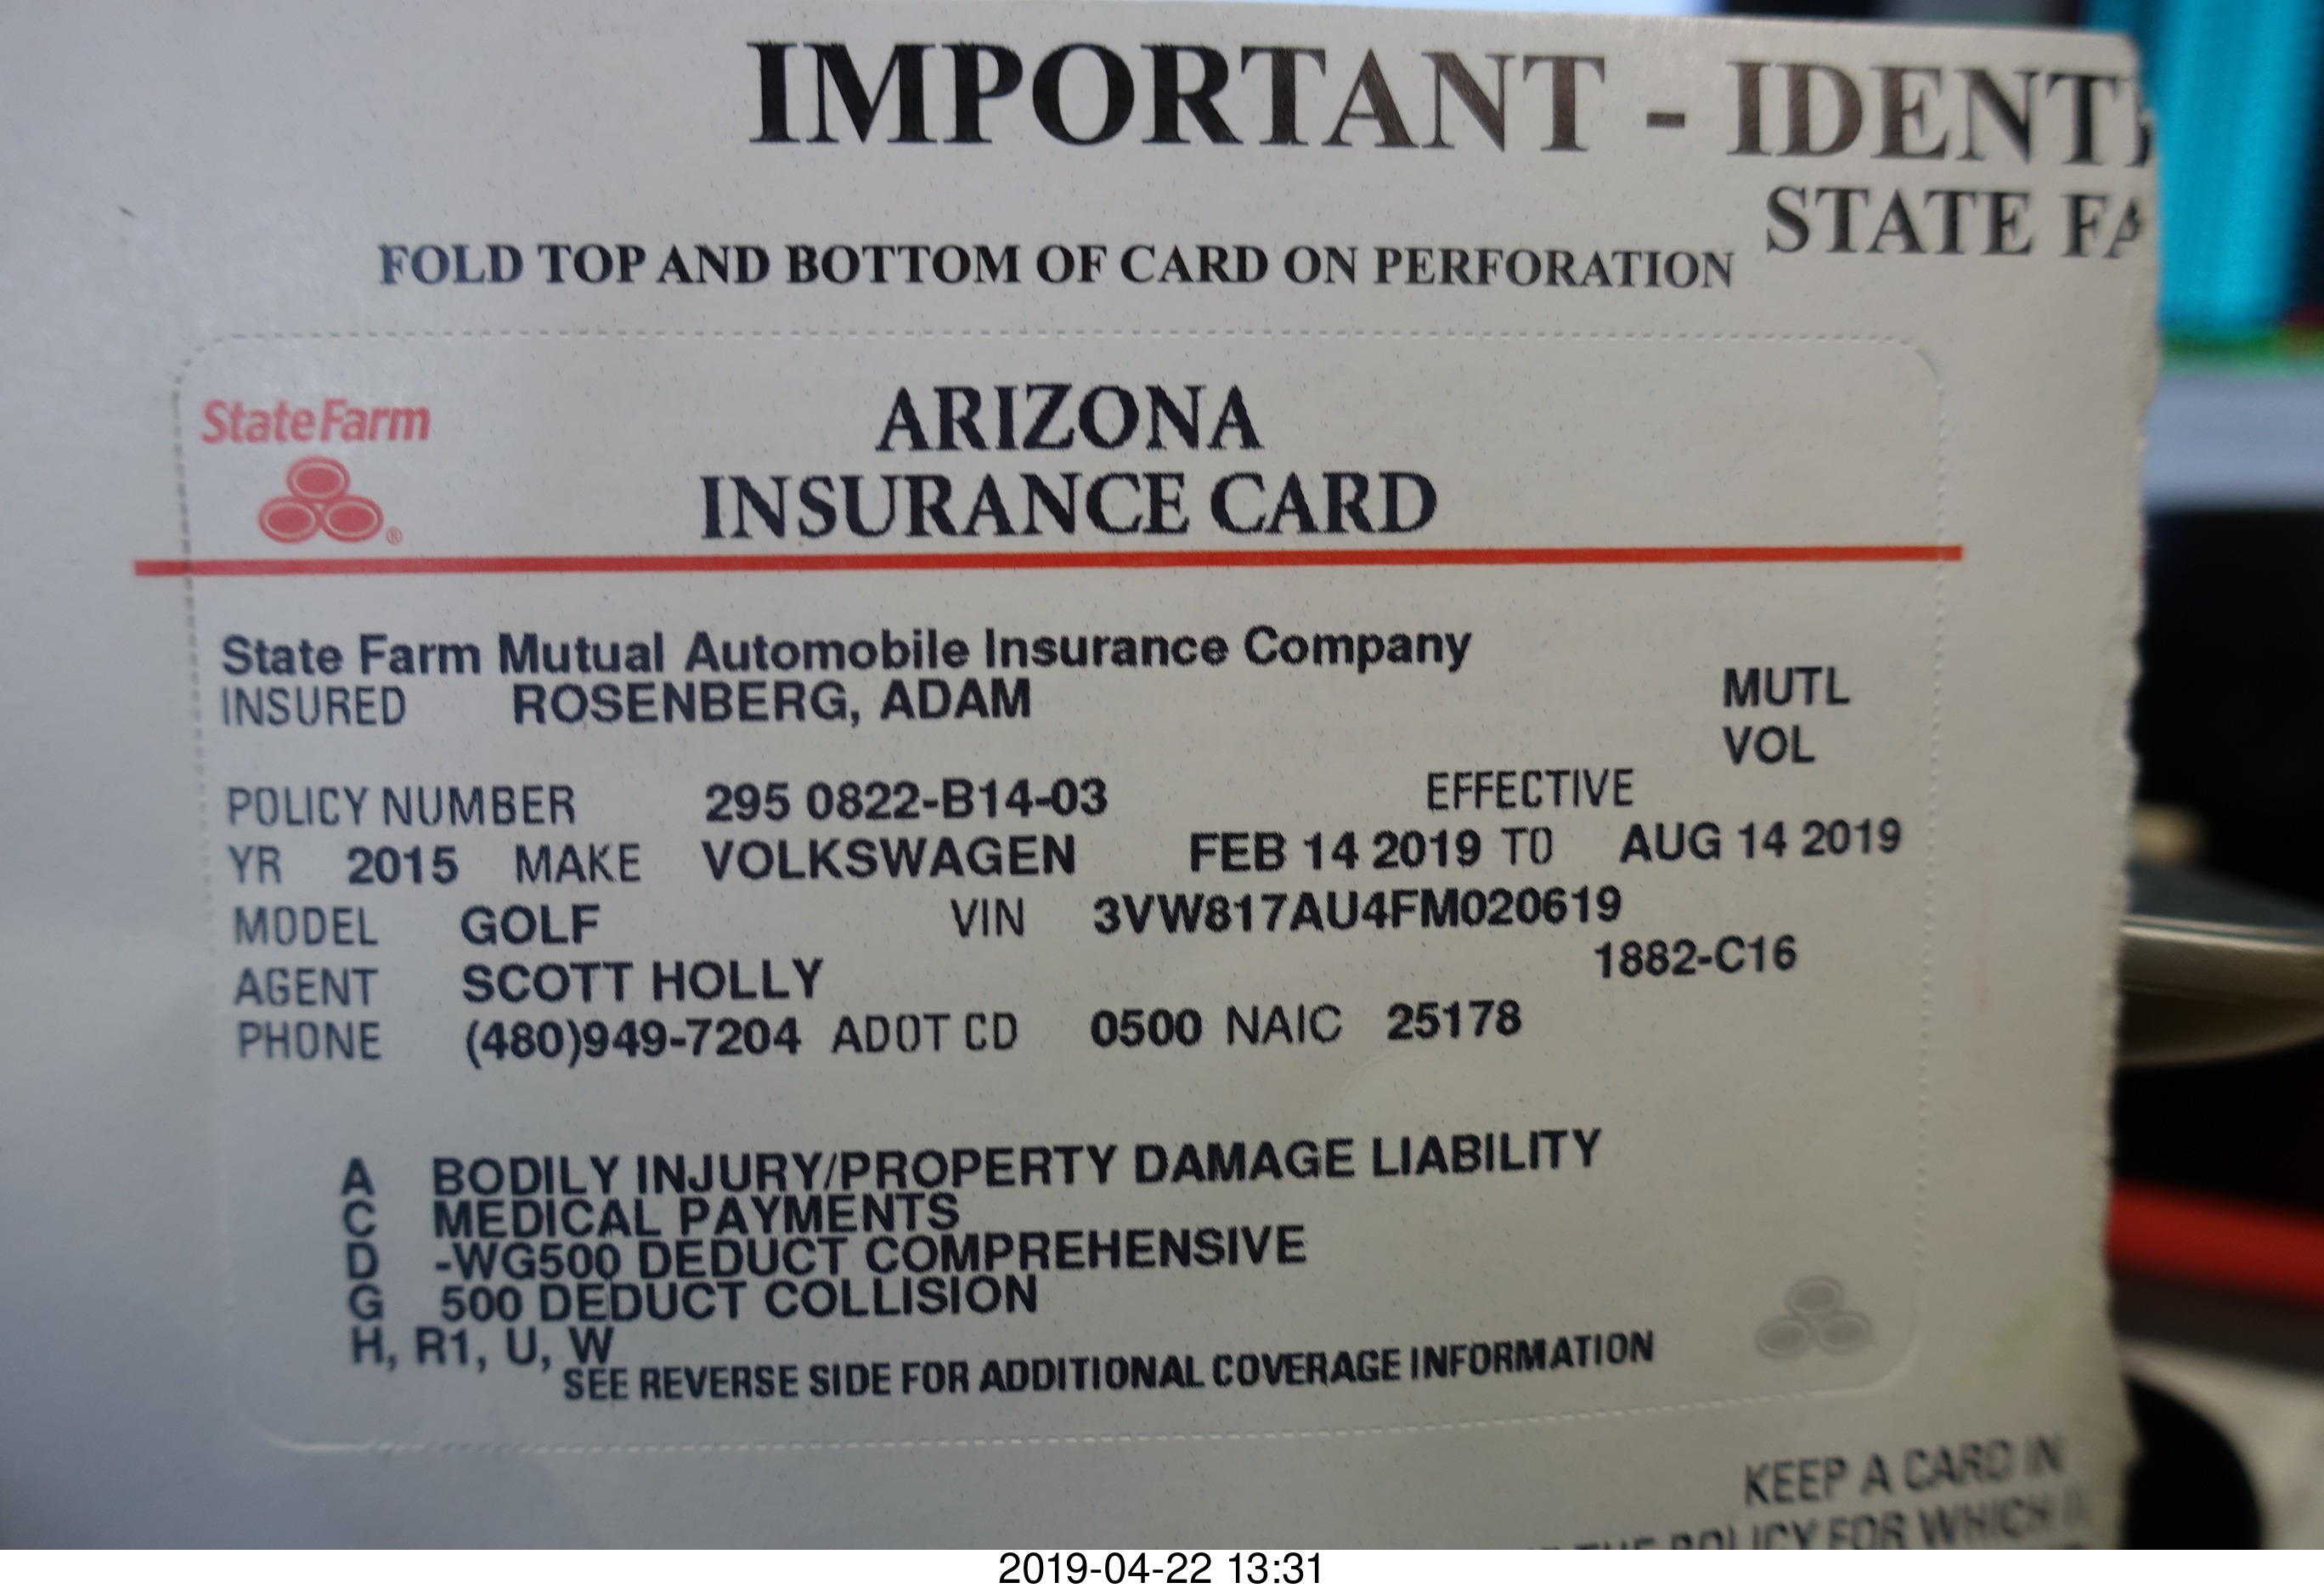 IMPORTANT - IDENT
STATE FA
FOLD TOP AND BOTTOM OF CARD ON PERFORATION
StateFarm
®
ARIZONA
INSURANCE CARD
State Farm Mutual Automobile Insurance Company
INSURED ROSENBERG, ADAM MUTL
VOL
POLICY NUMBER 295 0822-B14-03 EFFECTIVE
YR 2015 MAKE VOLKSWAGEN FEB 14 2019 TO AUG 14 2019
MODEL GOLF VIN 3VW817AU4FM020619
AGENT SCOTT HOLLY 1882-C16
PHONE (480)949-7204 ADOT CD 0500 NAIC 25178
A BODILY INJURY/PROPERTY DAMAGE LIABILITY
C MEDICAL PAYMENTS
D -WG500 DEDUCT COMPREHENSIVE
G 500 DEDUCT COLLISION
H, R1, U, W
SEE REVERSE SIDE FOR ADDITIONAL COVERAGE INFORMATION
KEEP A CARD IN
THE POLICY FOR WHICH
2019-04-22 13:31